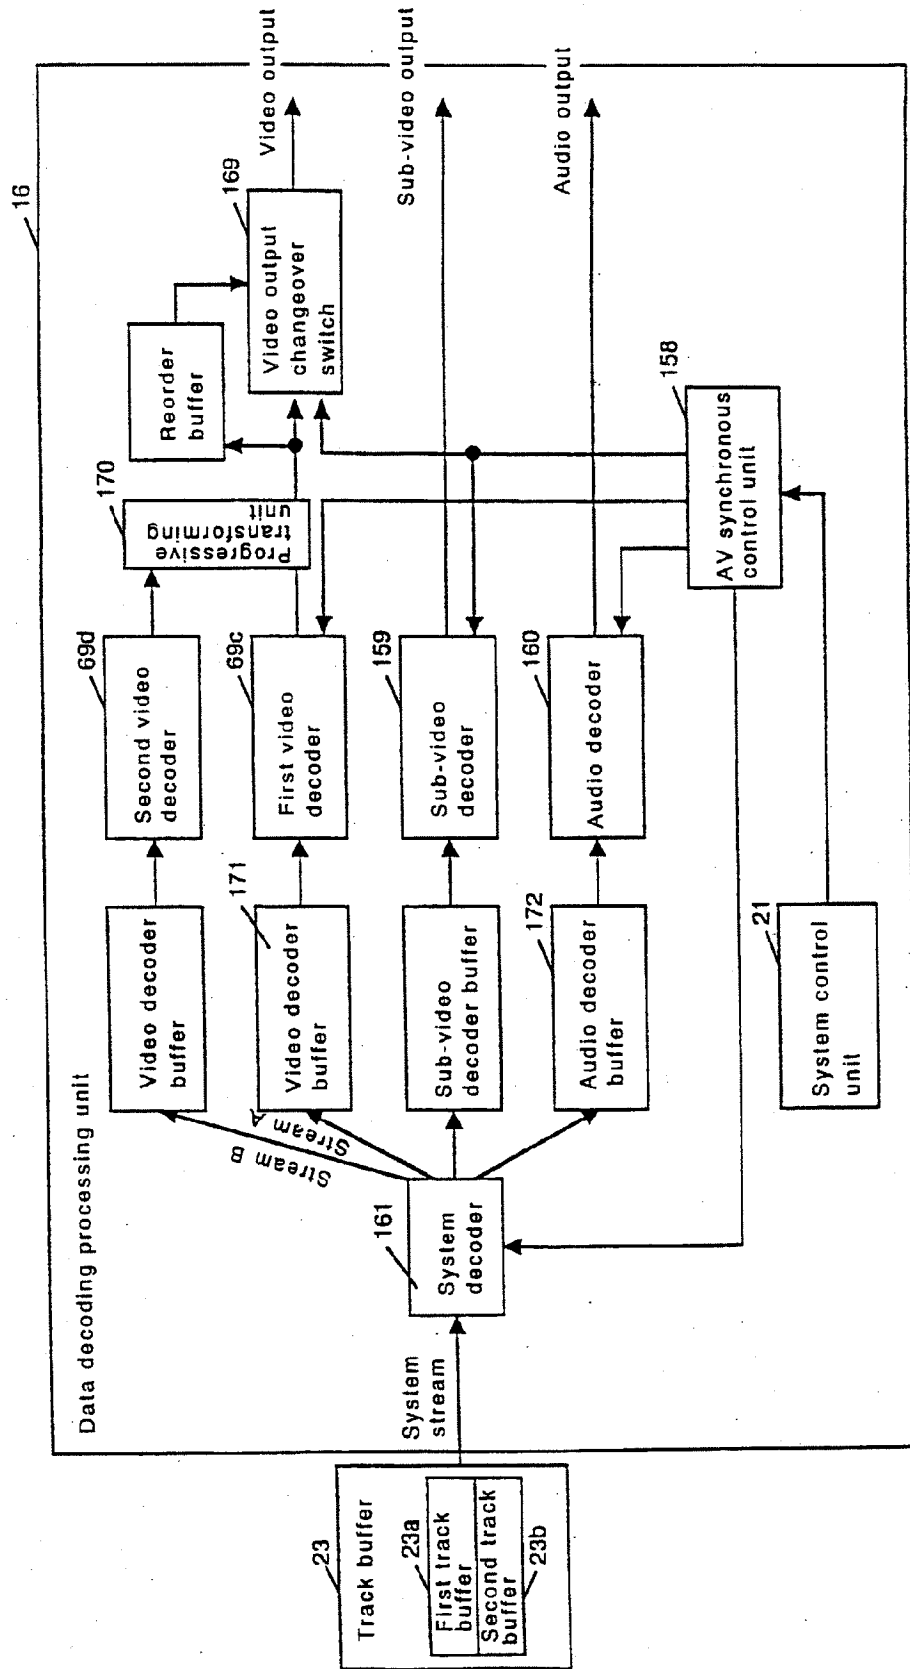 Data decoding processing unit
16
23
Track buffer
23a
First track
buffer
Second track
buffer
23b
System
stream
161
System
decoder
Stream B
Stream A
Video decoder
buffer
171
Video decoder
buffer
Sub-video
decoder buffer
172
Audio decoder
buffer
69d
Second video
decoder
69c
First video
decoder
159
Sub-video
decoder
160
Audio decoder
170
Progressive
transforming
unit
Reorder
buffer
169
Video output
changeover
switch
Video output
Sub-video output
Audio output
158
AV synchronous
control unit
21
System control
unit